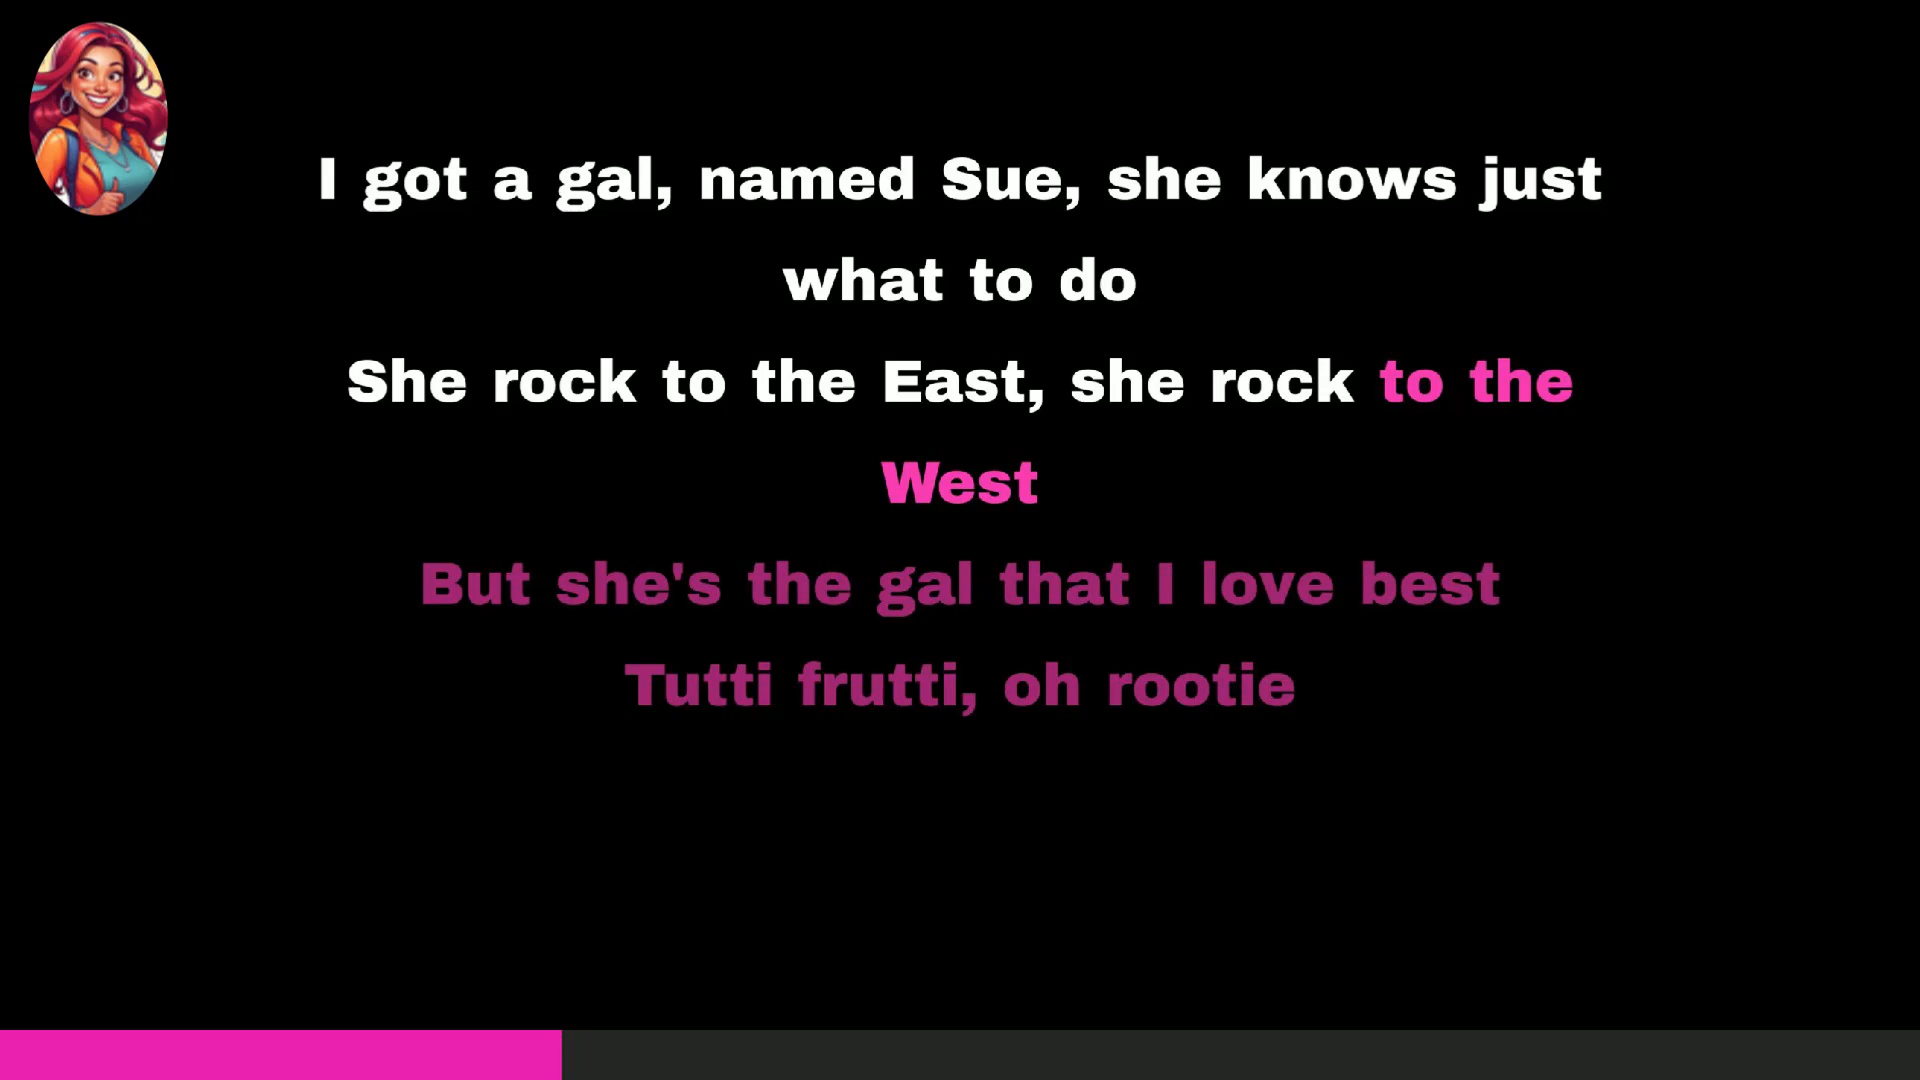 I got a gal, named Sue, she knows just
what to do
She rock to the East, she rock to the
West
But she's the gal that I love best
Tutti frutti, oh rootie